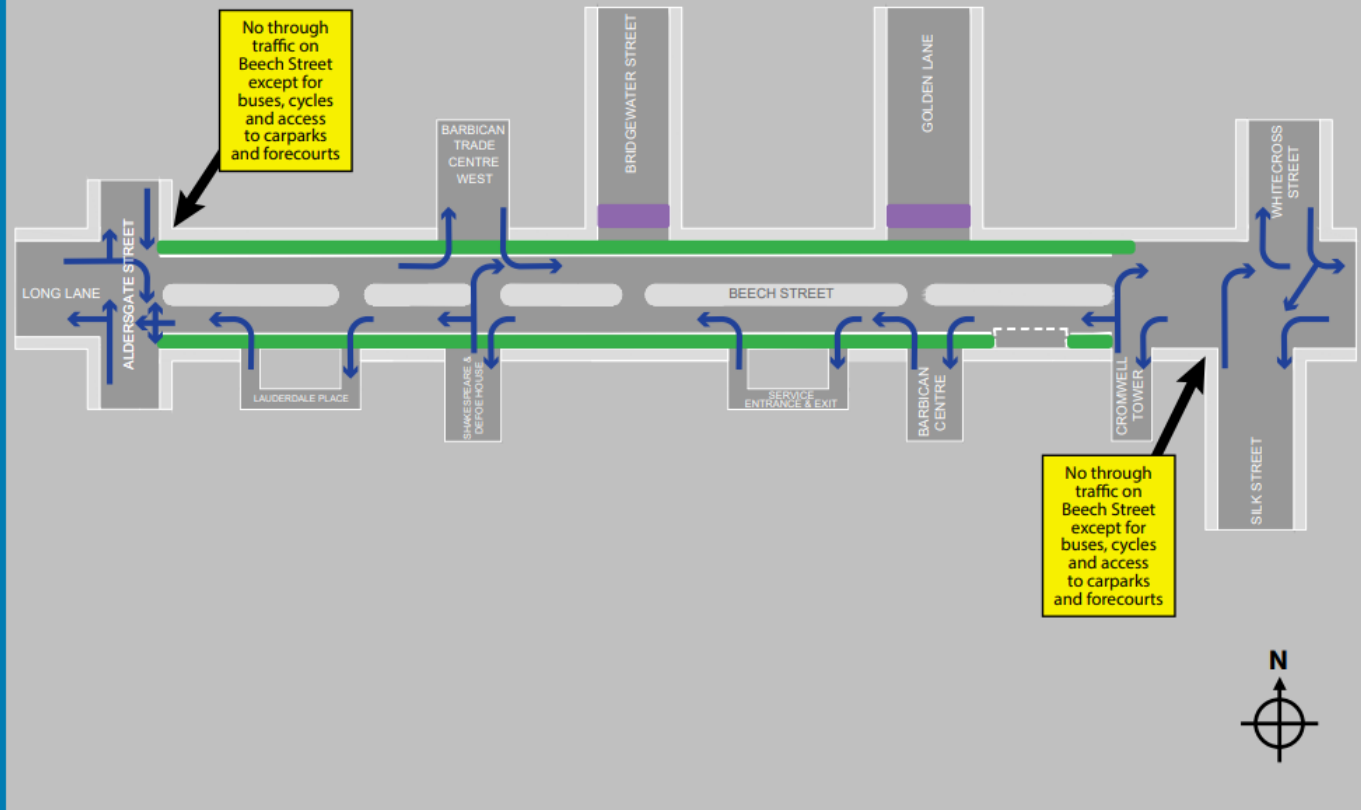 No through
traffic on
Beech Street
except for
buses, cycles
and access
to carparks
and forecourts
BARBICAN
TRADE
CENTRE
WEST
BRIDGEWATER STREET
GOLDEN LANE
WHITECROSS
STREET
ALDERSGATE STREET
LONG LANE
BEECH STREET
LAUDERDALE PLACE
SHAKESPEARE &
DEFOE HOUSE
SERVICE
ENTRANCE & EXIT
BARBICAN
CENTRE
CROMWELL
TOWER
SILK STREET
No through
traffic on
Beech Street
except for
buses, cycles
and access
to carparks
and forecourts
N